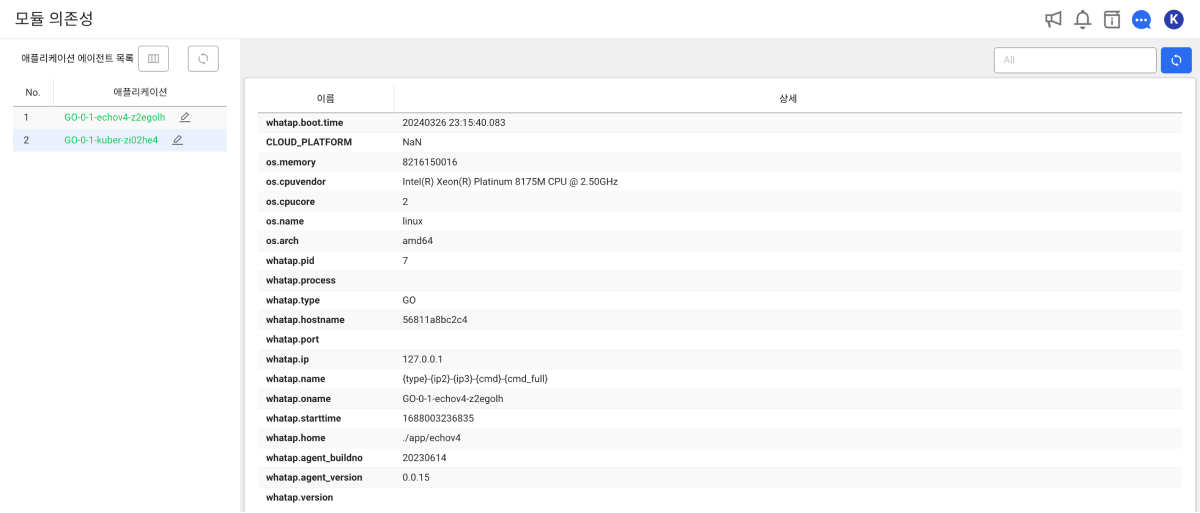 모듈 의존성
K
애플리케이션 에이전트 목록
All
No. 애플리케이션
1 GO-0-1-echov4-z2egolh
2 GO-0-1-kuber-zi02he4
이름 상세
whatap.boot.time 20240326 23:15:40.083
CLOUD_PLATFORM NaN
os.memory 8216150016
os.cpuvendor Intel(R) Xeon(R) Platinum 8175M CPU @ 2.50GHz
os.cpucore 2
os.name linux
os.arch amd64
whatap.pid 7
whatap.process
whatap.type GO
whatap.hostname 56811a8bc2c4
whatap.port
whatap.ip 127.0.0.1
whatap.name {type}-{ip2}-{ip3}-{cmd}-{cmd_full}
whatap.oname GO-0-1-echov4-z2egolh
whatap.starttime 1688003236835
whatap.home ./app/echov4
whatap.agent_buildno 20230614
whatap.agent_version 0.0.15
whatap.version